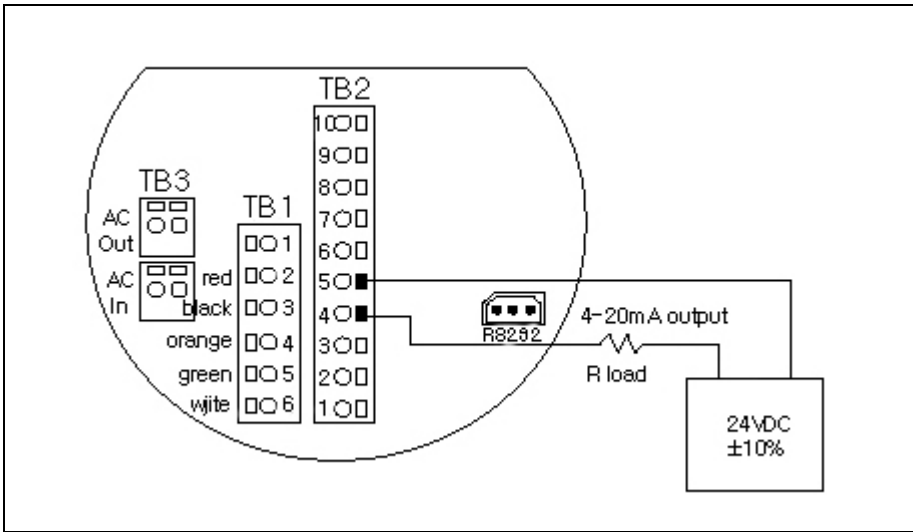 TB2
10
9
8
7
6
5
4
3
2
1
TB3
AC
Out
AC
In
TB1
1
red 2
black 3
orange 4
green 5
wjite 6
R8292
4-20mA output
R load
24VDC
±10%